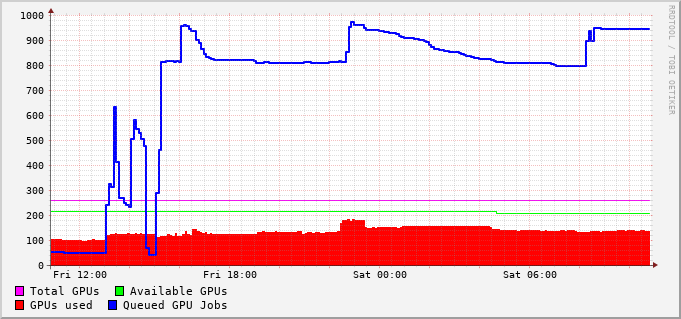 1000
900
800
700
600
500
400
300
200
100
0
Fri 12:00 Fri 18:00 Sat 00:00 Sat 06:00
Total GPUs Available GPUs
GPUs used Queued GPU Jobs
RRDTOOL / TOBI OETIKER